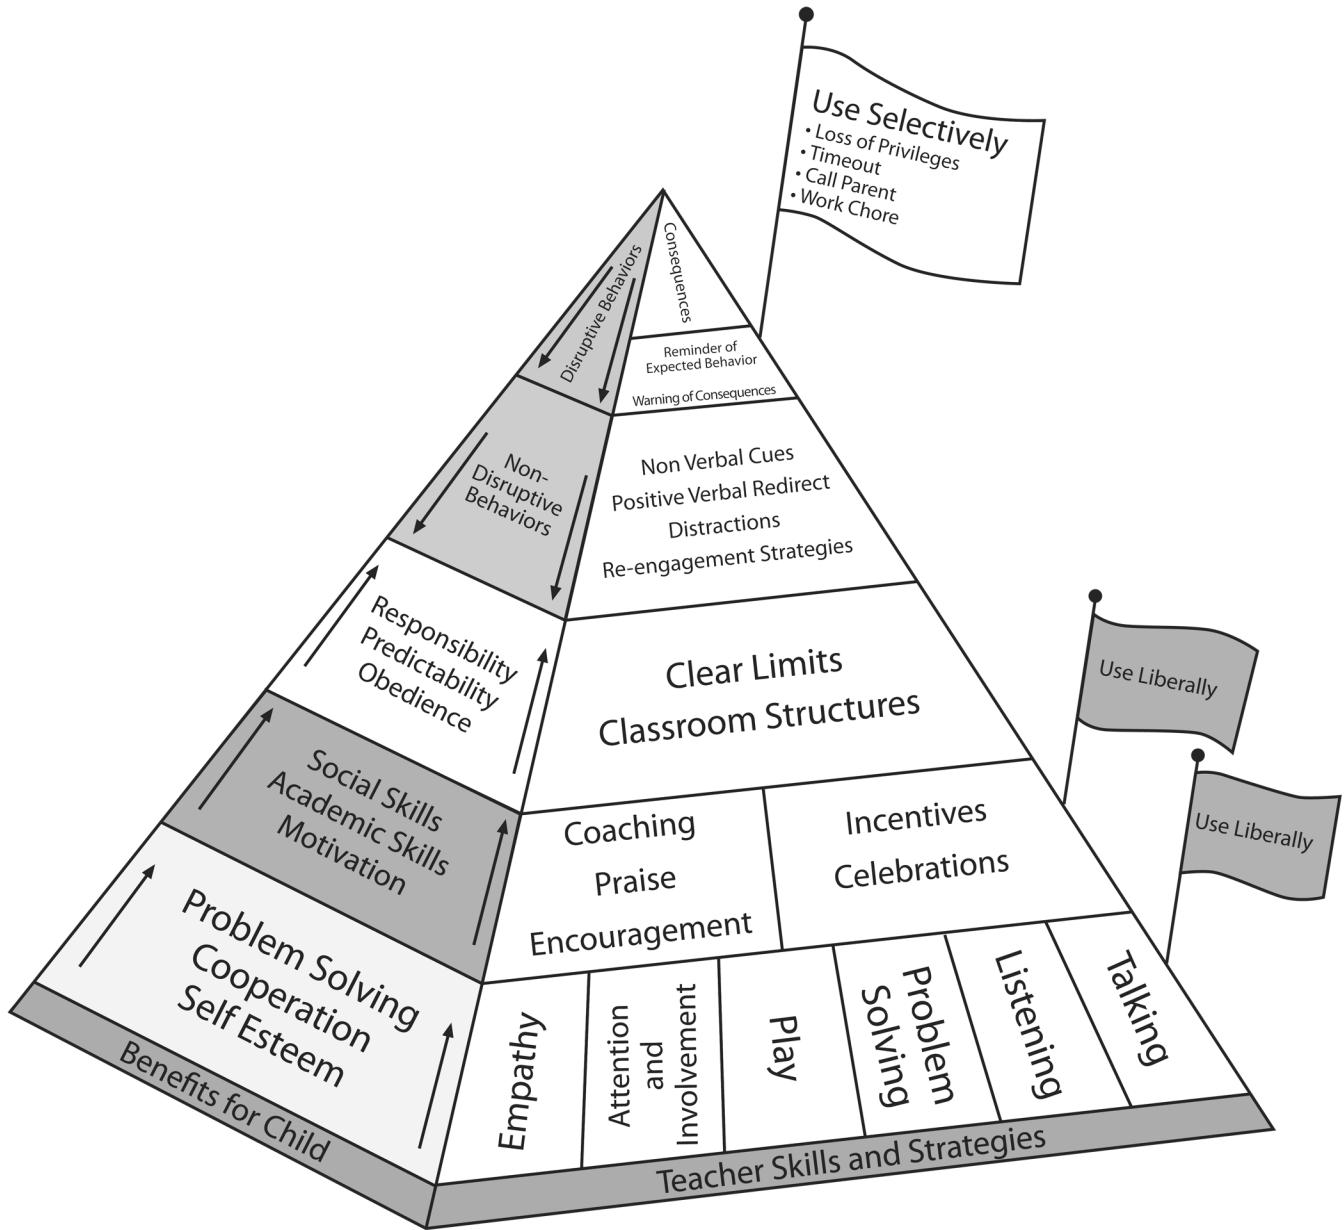 Use Selectively
• Loss of Privileges
• Timeout
• Call Parent
• Work Chore
Disruptive Behaviors
Consequences
Reminder of
Expected Behavior
Warning of Consequences
Non-
Disruptive
Behaviors
Non Verbal Cues
Positive Verbal Redirect
Distractions
Re-engagement Strategies
Responsibility
Predictability
Obedience
Clear Limits
Classroom Structures
Use Liberally
Social Skills
Academic Skills
Motivation
Coaching
Praise
Encouragement
Incentives
Celebrations
Use Liberally
Problem Solving
Cooperation
Self Esteem
Empathy
Attention
and
Involvement
Play
Problem
Solving
Listening
Talking
Benefits for Child
Teacher Skills and Strategies